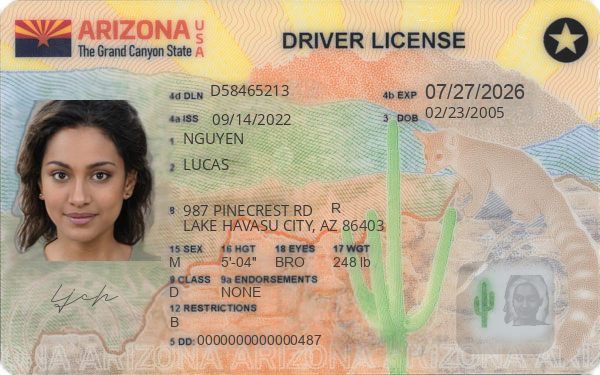 ARIZONA USA
The Grand Canyon State
DRIVER LICENSE
4d DLN D58465213
4b EXP 07/27/2026
4a ISS 09/14/2022
3 DOB 02/23/2005
1 NGUYEN
2 LUCAS
8 987 PINECREST RD R
LAKE HAVASU CITY, AZ 86403
15 SEX 16 HGT 18 EYES 17 WGT
M 5'-04" BRO 248 lb
9 CLASS 9a ENDORSEMENTS
D NONE
12 RESTRICTIONS
B
5 DD: 0000000000000487
ARIZONA ARIZONA ARIZONA ARIZONA